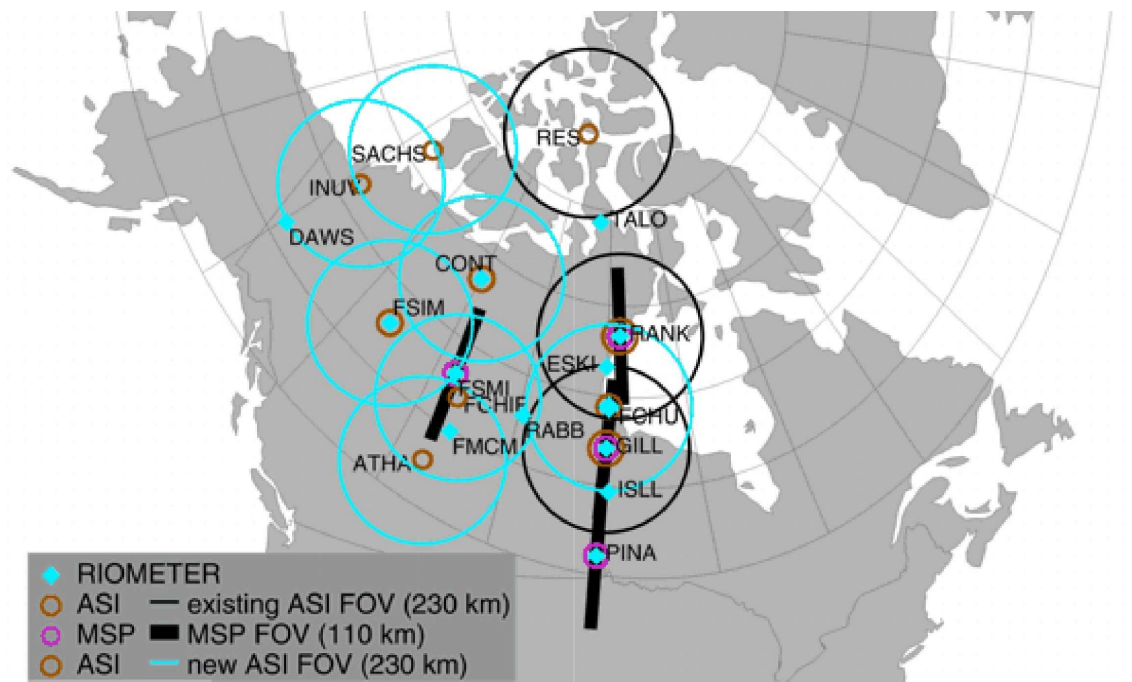 RES
SACHS
INUV
TALO
DAWS
CONT
FSIM
RANK
ESKI
FSMI
FCHIP
FCHU
RABB
FMCM
GILL
ATHA
ISLL
PINA
RIOMETER
ASI existing ASI FOV (230 km)
MSP MSP FOV (110 km)
ASI new ASI FOV (230 km)